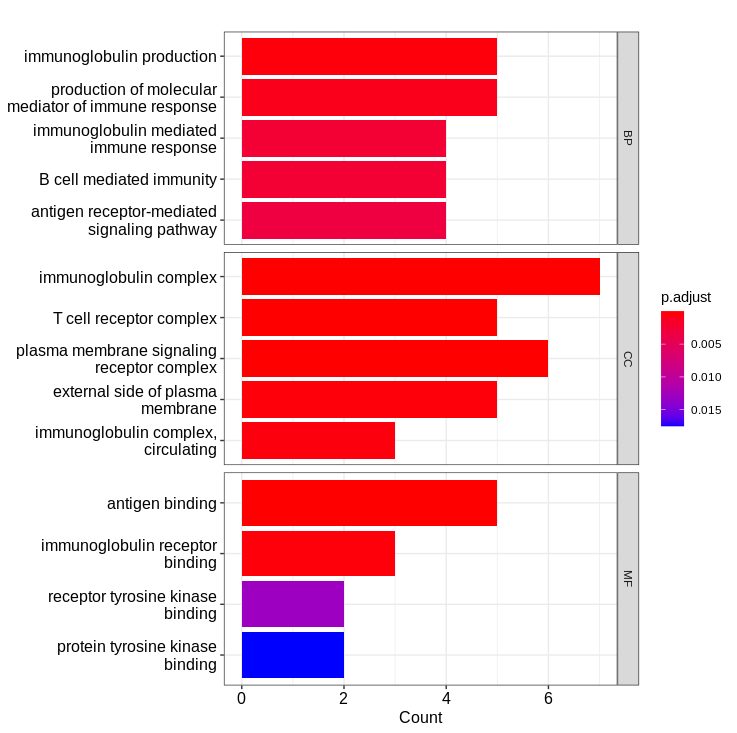 immunoglobulin production
production of molecular
mediator of immune response
immunoglobulin mediated
immune response
B cell mediated immunity
antigen receptor-mediated
signaling pathway
BP
immunoglobulin complex
T cell receptor complex
plasma membrane signaling
receptor complex
external side of plasma
membrane
immunoglobulin complex,
circulating
CC
antigen binding
immunoglobulin receptor
binding
receptor tyrosine kinase
binding
protein tyrosine kinase
binding
MF
0 2 4 6
Count
p.adjust
0.005
0.010
0.015